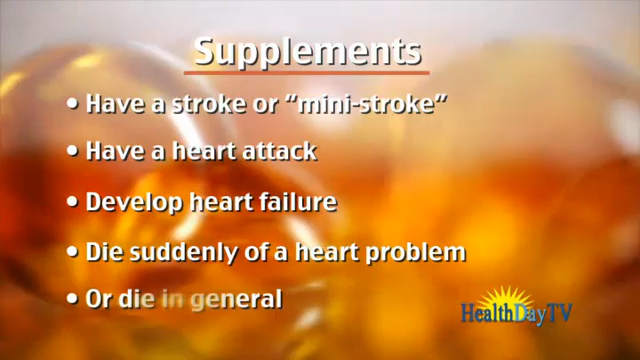 Supplements
• Have a stroke or “mini-stroke”
• Have a heart attack
• Develop heart failure
• Die suddenly of a heart problem
• Or die in general
HealthDayTV